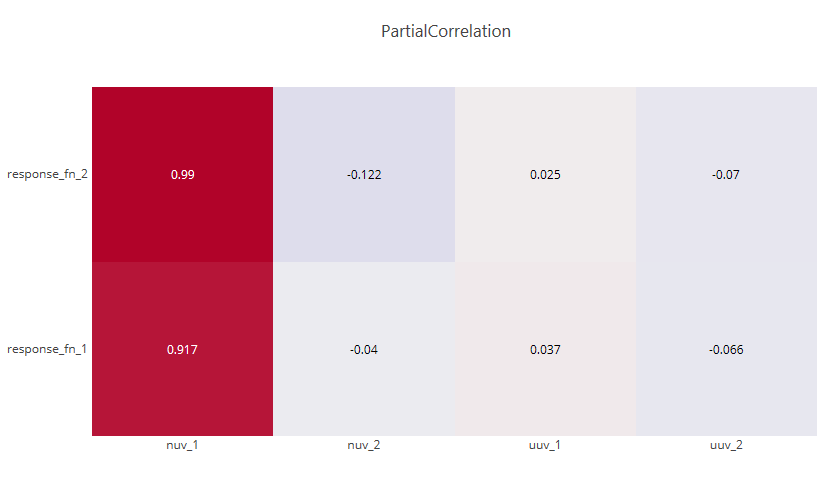 PartialCorrelation
response_fn_2 0.99 -0.122 0.025 -0.07
response_fn_1 0.917 -0.04 0.037 -0.066
nuv_1 nuv_2 uuv_1 uuv_2